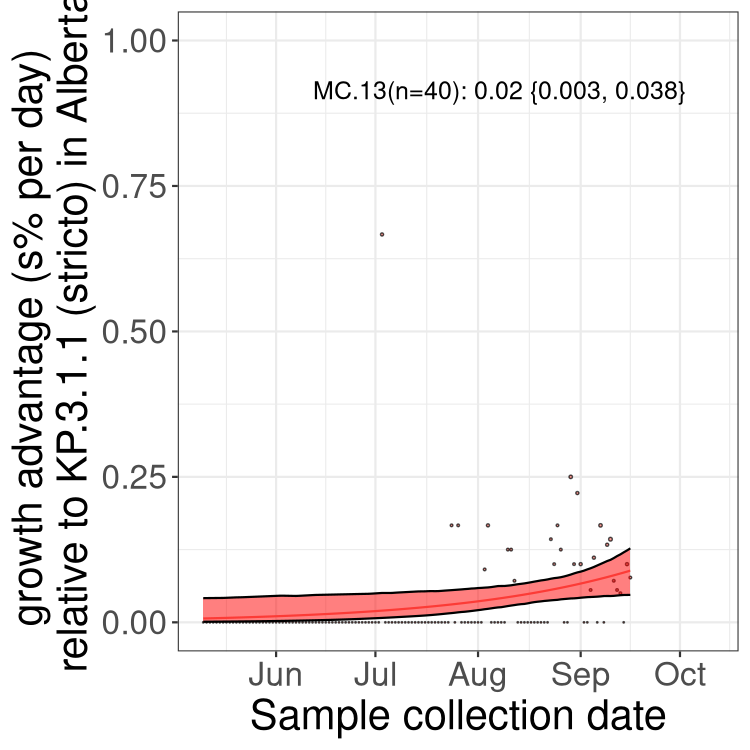 growth advantage (s% per day)
relative to KP.3.1.1 (stricto) in Alberta
1.00
0.75
0.50
0.25
0.00
MC.13(n=40): 0.02 {0.003, 0.038}
Jun Jul Aug Sep Oct
Sample collection date